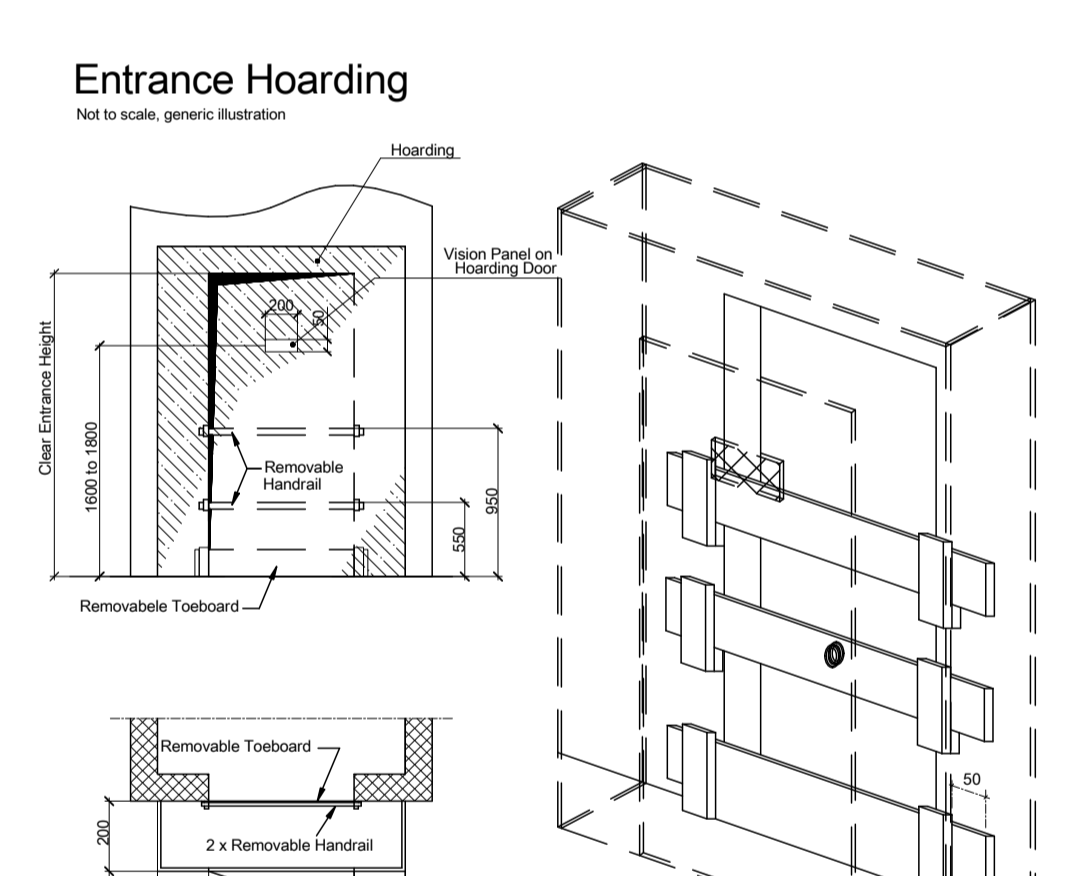 Entrance Hoarding
Not to scale, generic illustration
Hoarding
Vision Panel on
Hoarding Door
200
50
Clear Entrance Height
1600 to 1800
Removable
Handrail
950
550
Removabele Toeboard
Removable Toeboard
50
200
2 x Removable Handrail